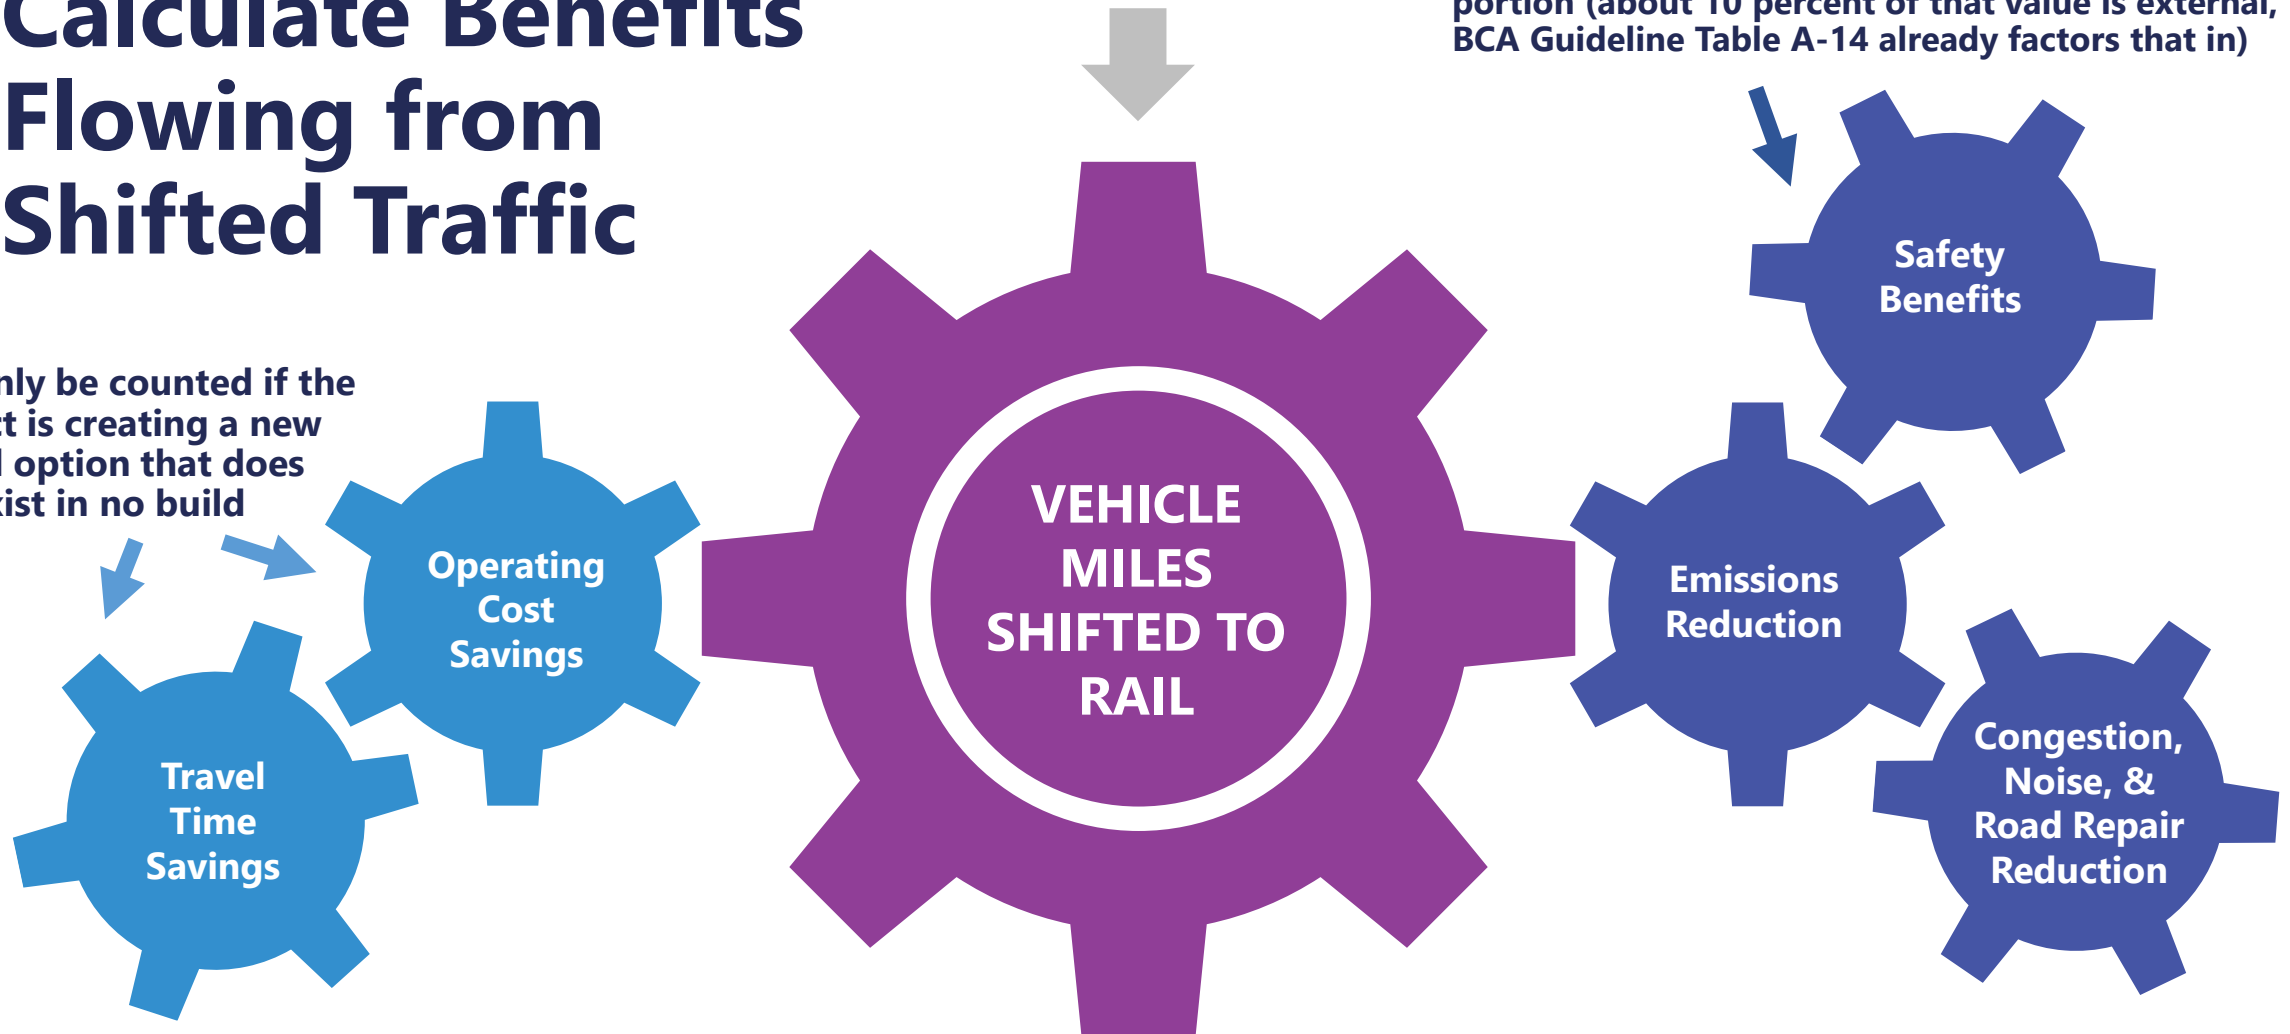 Calculate Benefits
Flowing from
Shifted Traffic
portion (about 10 percent of that value is external,
BCA Guideline Table A-14 already factors that in)
be counted if the
is creating a new
option that does
in no build
Operating
Cost
Savings
Travel
Time
Savings
VEHICLE
MILES
SHIFTED TO
RAIL
Safety
Benefits
Emissions
Reduction
Congestion,
Noise, &
Road Repair
Reduction